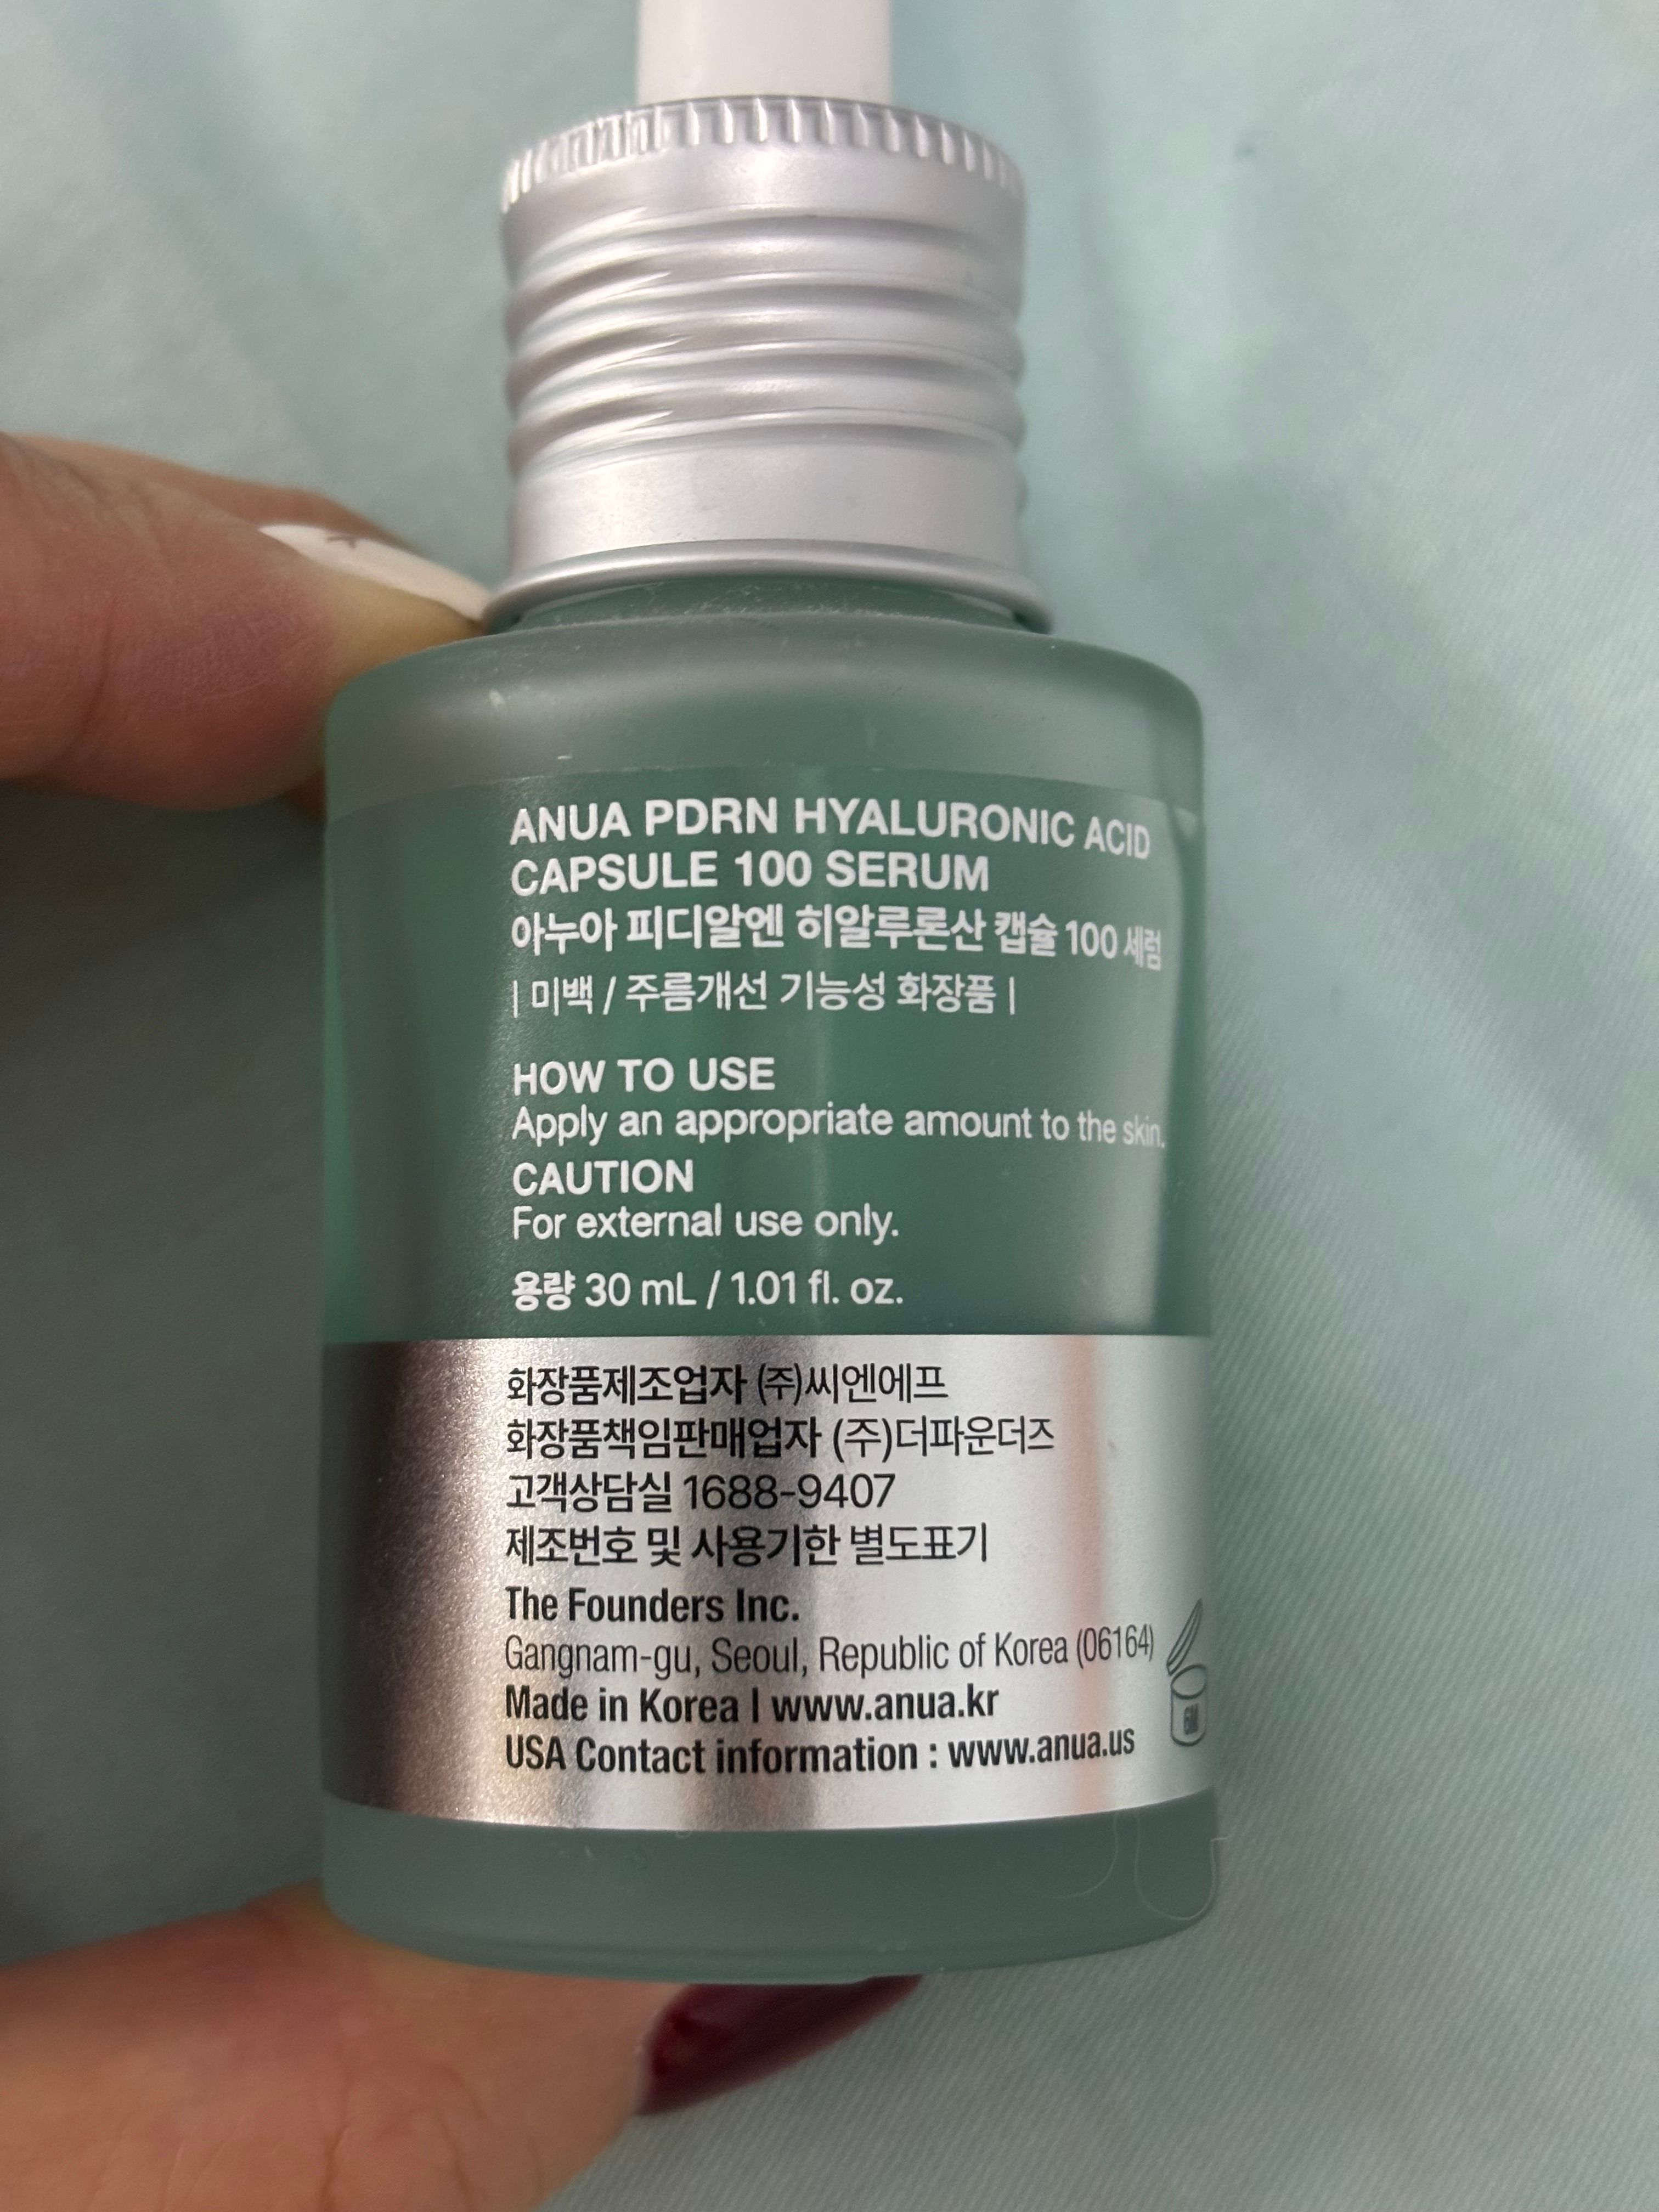 ANUA PDRN HYALURONIC ACID
CAPSULE 100 SERUM
아누아 피디알엔 히알루론산 캡슐 100 세럼
| 미백 / 주름개선 기능성 화장품 |
HOW TO USE
Apply an appropriate amount to the skin.
CAUTION
For external use only.
용량 30 mL / 1.01 fl. oz.
화장품제조업자 (주)씨엔에프
화장품책임판매업자 (주)더파운더즈
고객상담실 1688-9407
제조번호 및 사용기한 별도표기
The Founders Inc.
Gangnam-gu, Seoul, Republic of Korea (06164)
Made in Korea | www.anua.kr
USA Contact information : www.anua.us
6M